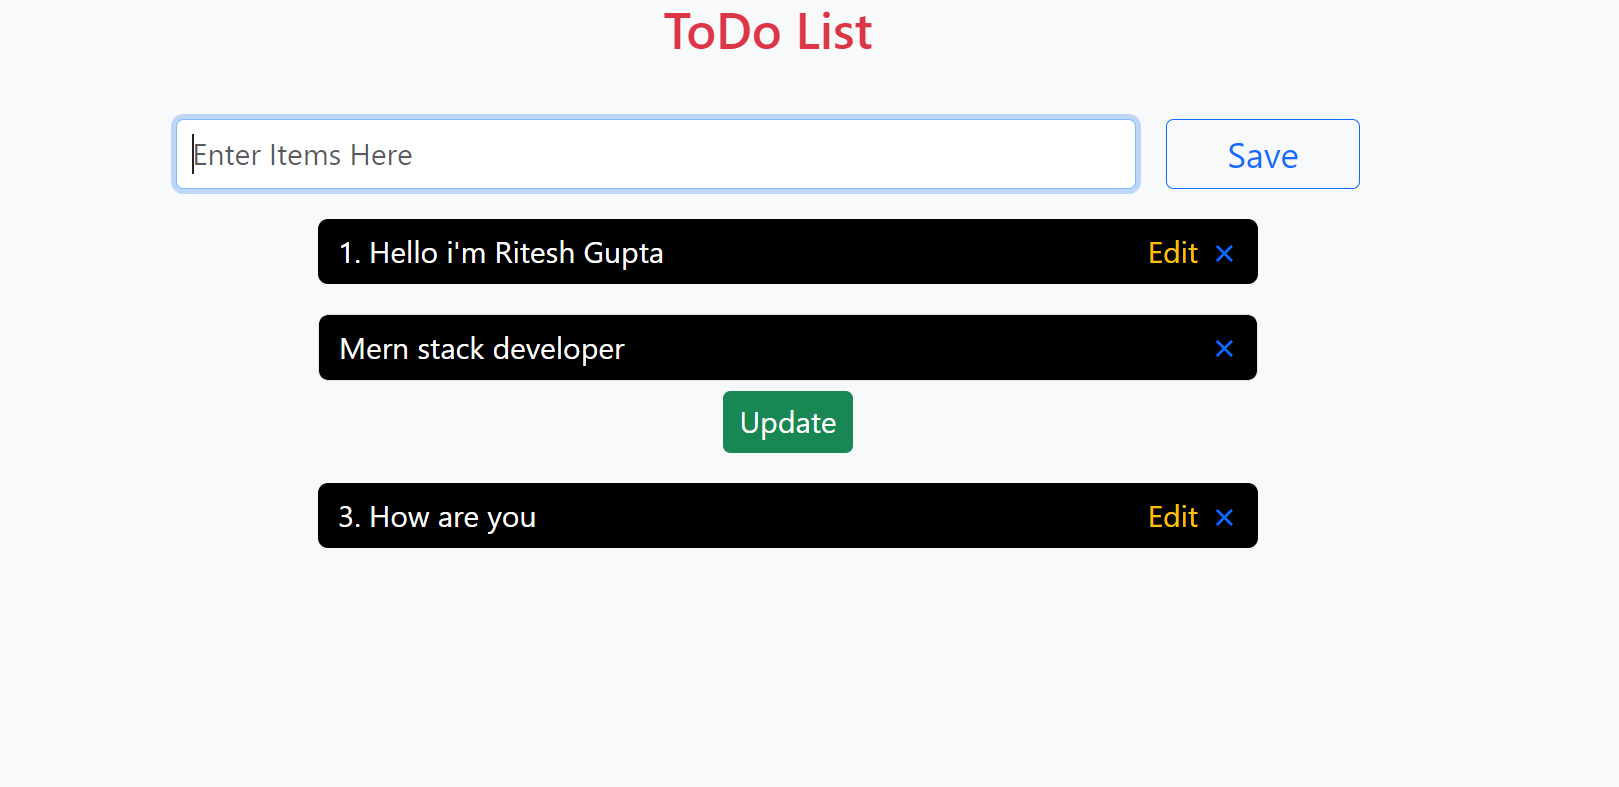 ToDo List
Enter Items Here
Save
1. Hello i'm Ritesh Gupta
Edit ×
Mern stack developer
×
Update
3. How are you
Edit ×